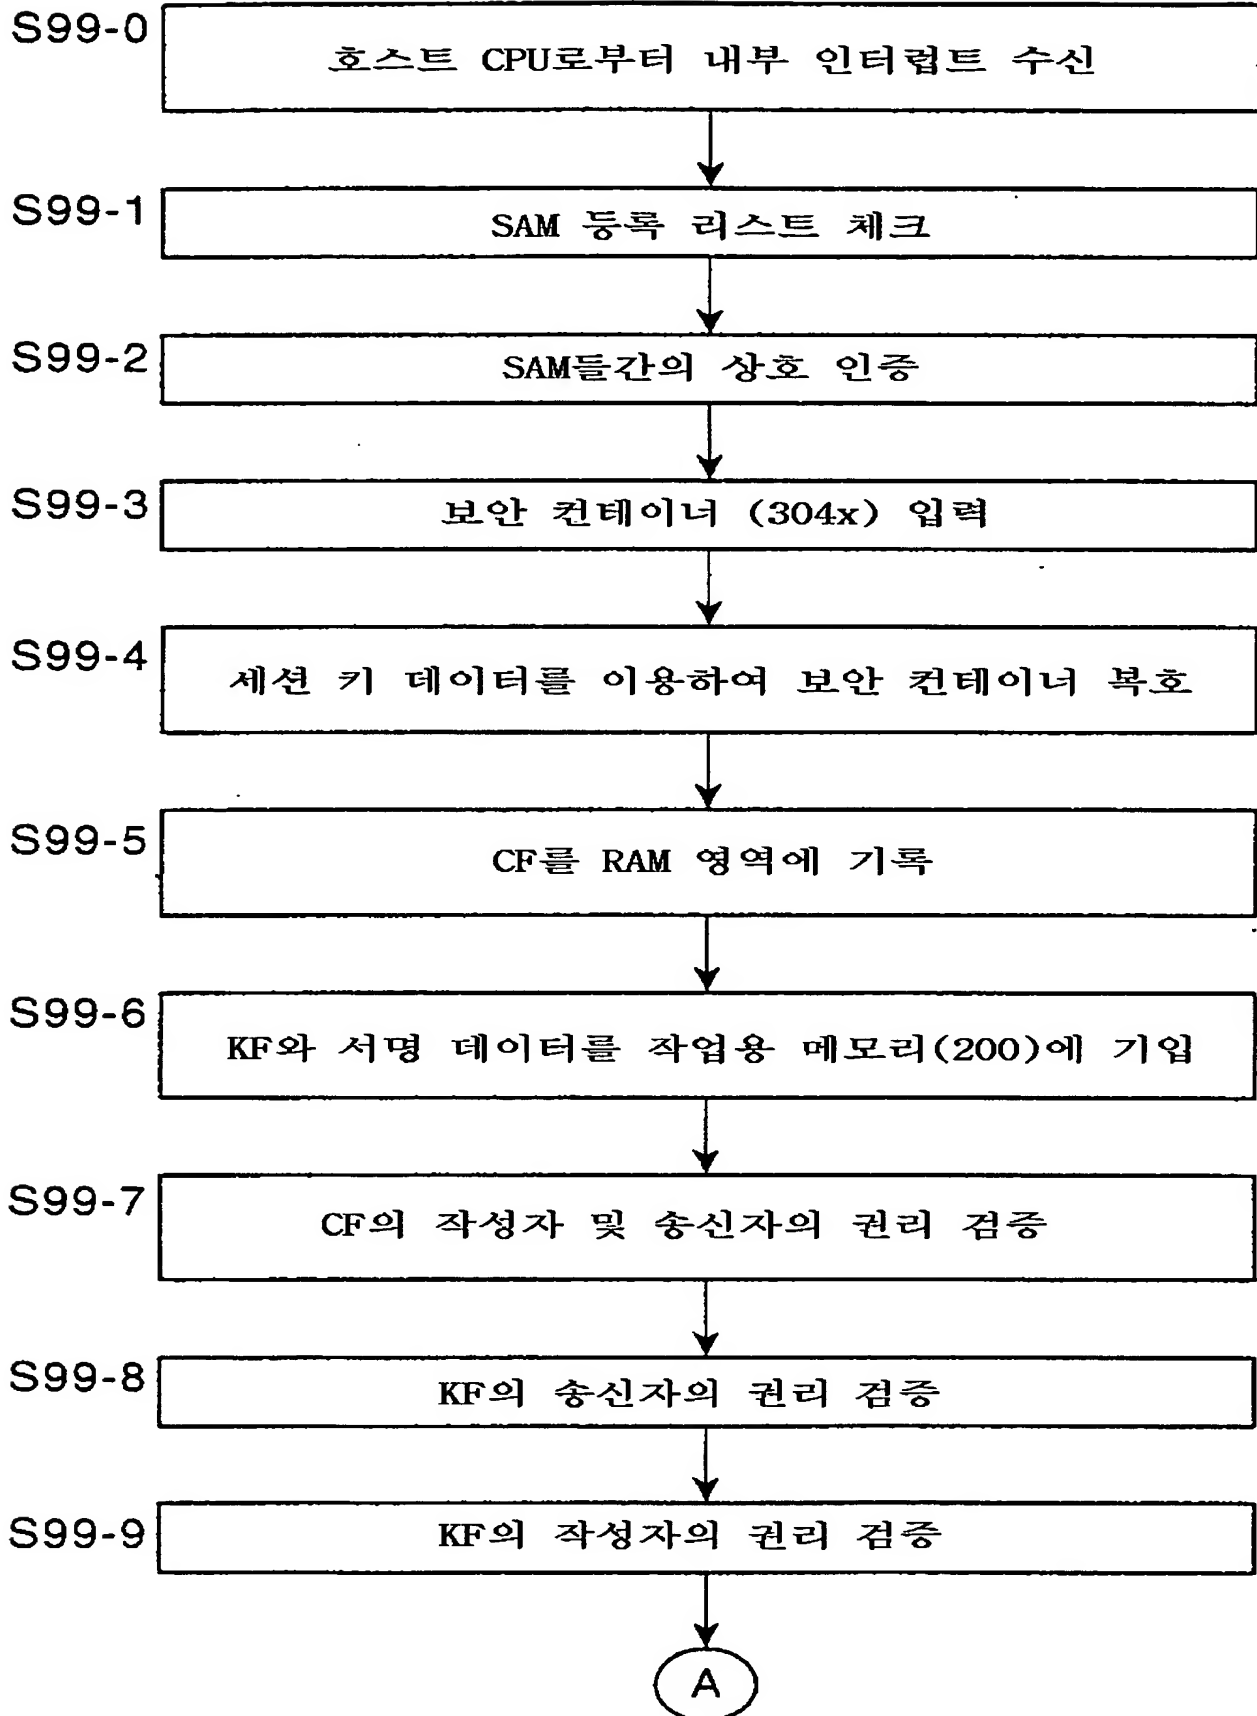 S99-0
호스트 CPU로부터 내부 인터럽트 수신
S99-1
SAM 등록 리스트 체크
S99-2
SAM들간의 상호 인증
S99-3
보안 컨테이너 (304x) 입력
S99-4
세션 키 데이터를 이용하여 보안 컨테이너 복호
S99-5
CF를 RAM 영역에 기록
S99-6
KF와 서명 데이터를 작업용 메모리(200)에 기입
S99-7
CF의 작성자 및 송신자의 권리 검증
S99-8
KF의 송신자의 권리 검증
S99-9
KF의 작성자의 권리 검증
A